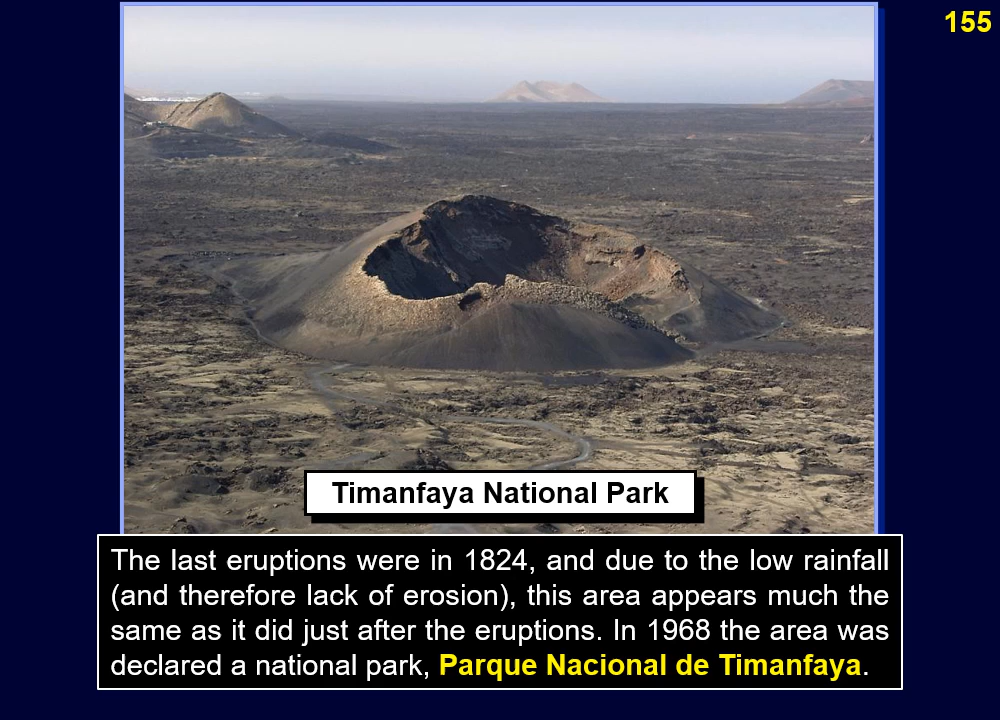 155
Timanfaya National Park
The last eruptions were in 1824, and due to the low rainfall
(and therefore lack of erosion), this area appears much the
same as it did just after the eruptions. In 1968 the area was
declared a national park, Parque Nacional de Timanfaya.